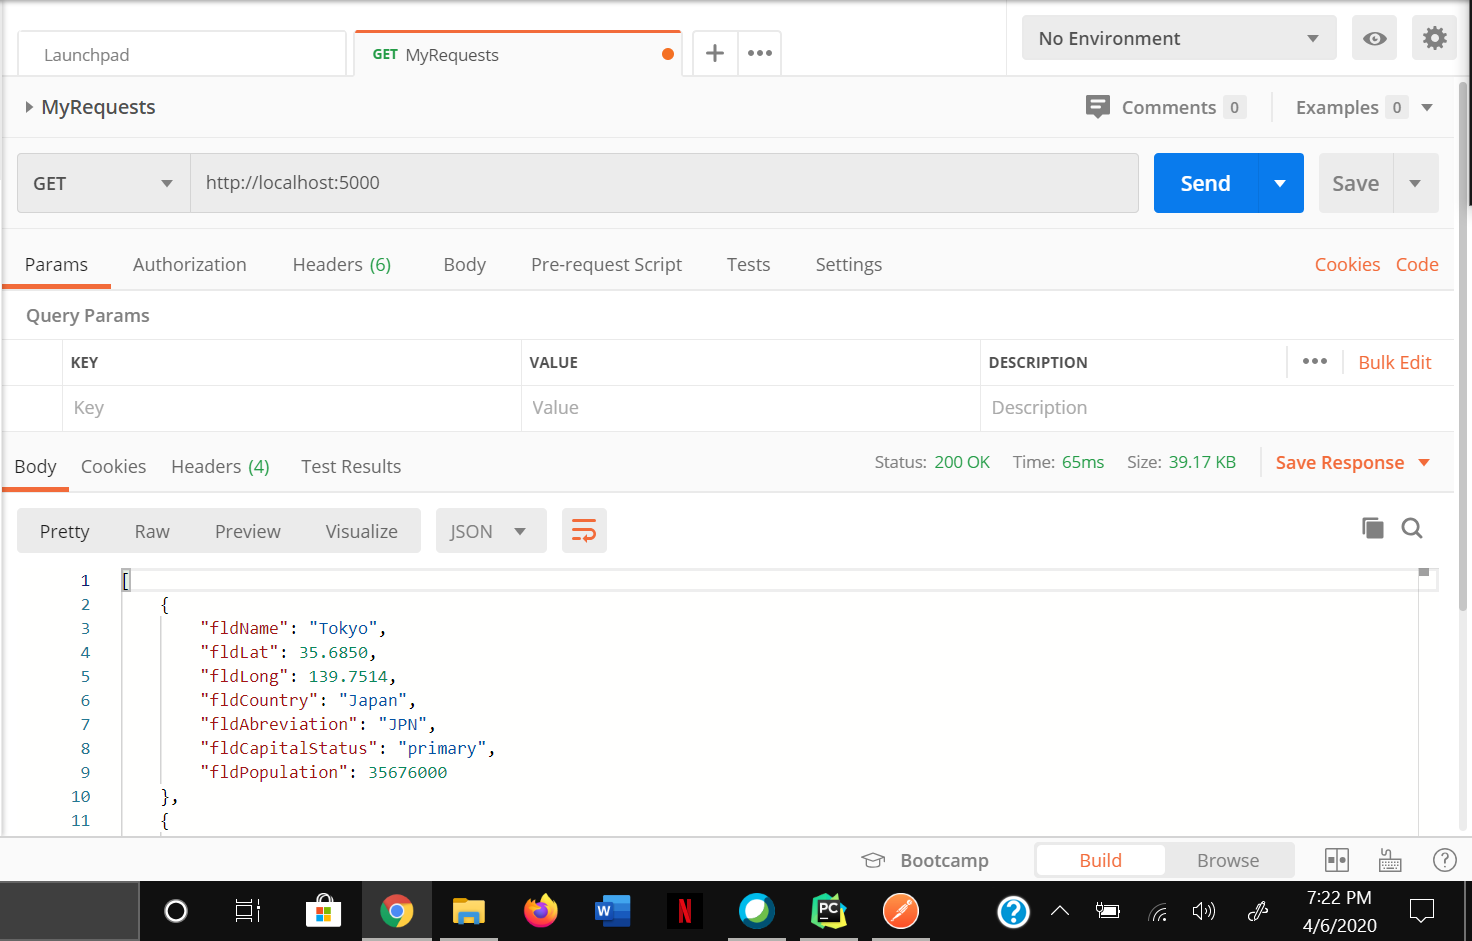 Launchpad
GET MyRequests
No Environment
MyRequests
Comments 0
Examples 0
GET
http://localhost:5000
Send
Save
Params Authorization Headers (6) Body Pre-request Script Tests Settings Cookies Code
Query Params
KEY VALUE DESCRIPTION Bulk Edit
Key Value Description
Body Cookies Headers (4) Test Results Status: 200 OK Time: 65ms Size: 39.17 KB Save Response
Pretty Raw Preview Visualize JSON
1 [
2 {
3 "fldName": "Tokyo",
4 "fldLat": 35.6850,
5 "fldLong": 139.7514,
6 "fldCountry": "Japan",
7 "fldAbreviation": "JPN",
8 "fldCapitalStatus": "primary",
9 "fldPopulation": 35676000
10 },
11 {
Bootcamp Build Browse
W N PC
7:22 PM
4/6/2020